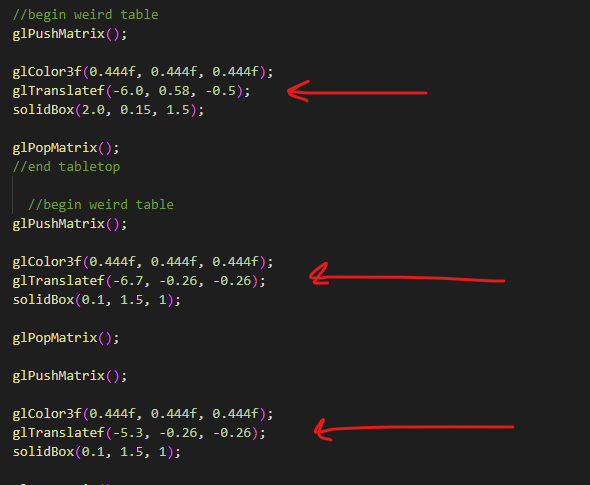 //begin weird table
glPushMatrix();
glColor3f(0.444f, 0.444f, 0.444f);
glTranslatef(-6.0, 0.58, -0.5);
solidBox(2.0, 0.15, 1.5);
glPopMatrix();
//end tabletop
//begin weird table
glPushMatrix();
glColor3f(0.444f, 0.444f, 0.444f);
glTranslatef(-6.7, -0.26, -0.26);
solidBox(0.1, 1.5, 1);
glPopMatrix();
glPushMatrix();
glColor3f(0.444f, 0.444f, 0.444f);
glTranslatef(-5.3, -0.26, -0.26);
solidBox(0.1, 1.5, 1);